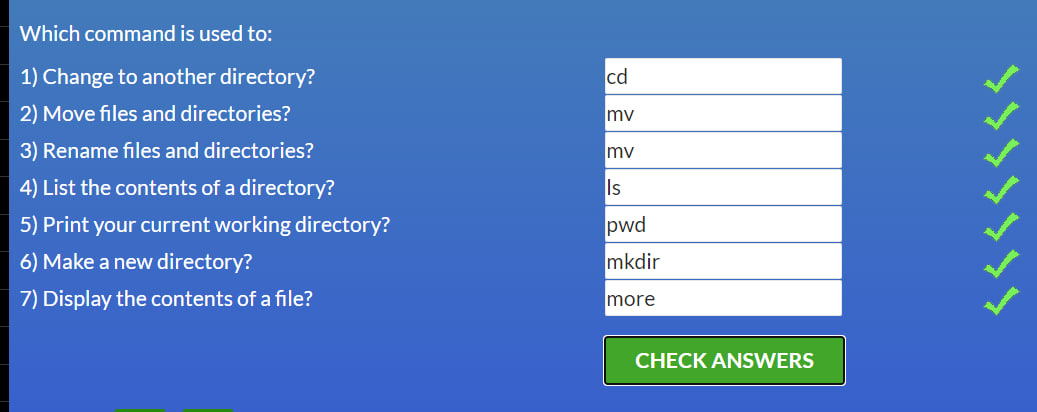 Which command is used to:
1) Change to another directory? cd
2) Move files and directories? mv
3) Rename files and directories? mv
4) List the contents of a directory? ls
5) Print your current working directory? pwd
6) Make a new directory? mkdir
7) Display the contents of a file? more
CHECK ANSWERS